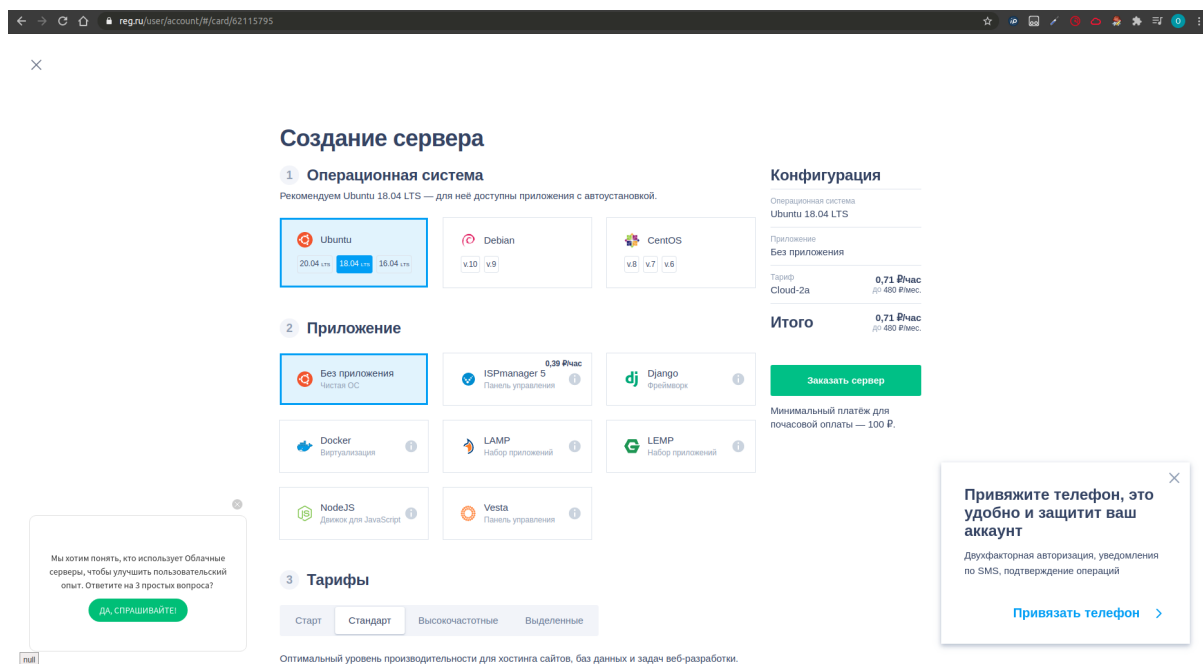 reg.ru/user/account/#/card/62115795
Создание сервера
1 Операционная система
Рекомендуем Ubuntu 18.04 LTS — для неё доступны приложения с автоустановкой.
Ubuntu
20.04 LTS 18.04 LTS 16.04 LTS
Debian
v.10 v.9
CentOS
v.8 v.7 v.6
2 Приложение
Без приложения
Чистая ОС
0,39 ₽/час
ISPmanager 5
Панель управления
Django
Фреймворк
Docker
Виртуализация
LAMP
Набор приложений
LEMP
Набор приложений
NodeJS
Движок для JavaScript
Vesta
Панель управления
3 Тарифы
Старт Стандарт Высокочастотные Выделенные
Оптимальный уровень производительности для хостинга сайтов, баз данных и задач веб-разработки.
Конфигурация
Операционная система
Ubuntu 18.04 LTS
Приложение
Без приложения
Тариф 0,71 ₽/час
Cloud-2a до 480 ₽/мес.
Итого 0,71 ₽/час
до 480 ₽/мес.
Заказать сервер
Минимальный платёж для
почасовой оплаты — 100 ₽.
Мы хотим понять, кто использует Облачные
серверы, чтобы улучшить пользовательский
опыт. Ответите на 3 простых вопроса?
ДА, СПРАШИВАЙТЕ!
null
Привяжите телефон, это
удобно и защитит ваш
аккаунт
Двухфакторная авторизация, уведомления
по SMS, подтверждение операций
Привязать телефон